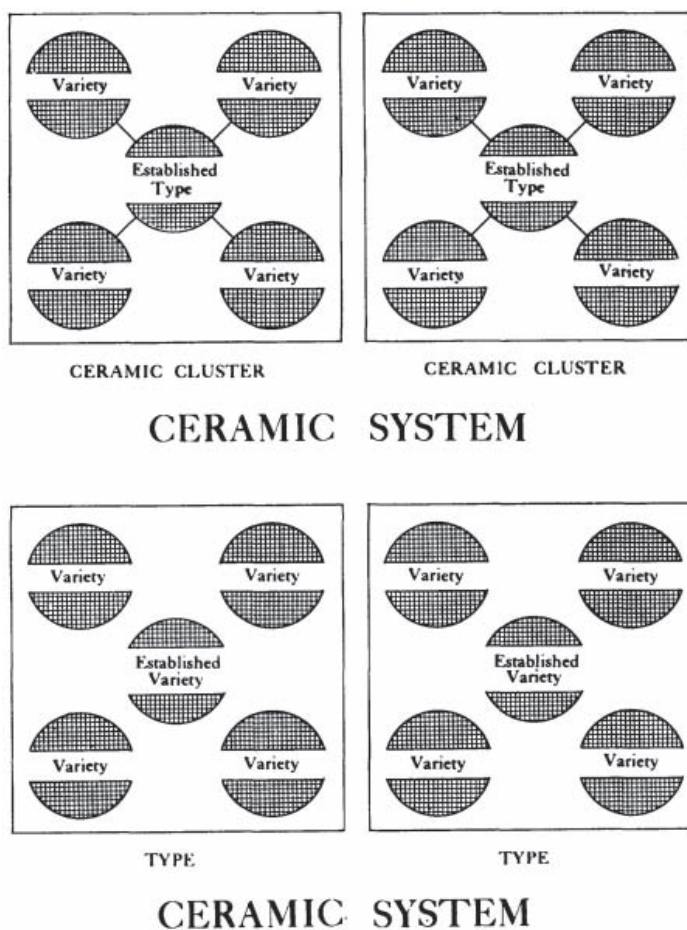 Variety Variety Variety Variety
Established Established
Type Type
Variety Variety Variety Variety
CERAMIC CLUSTER CERAMIC CLUSTER
CERAMIC SYSTEM
Variety Variety Variety Variety
Established Established
Variety Variety
Variety Variety Variety Variety
TYPE TYPE
CERAMIC SYSTEM